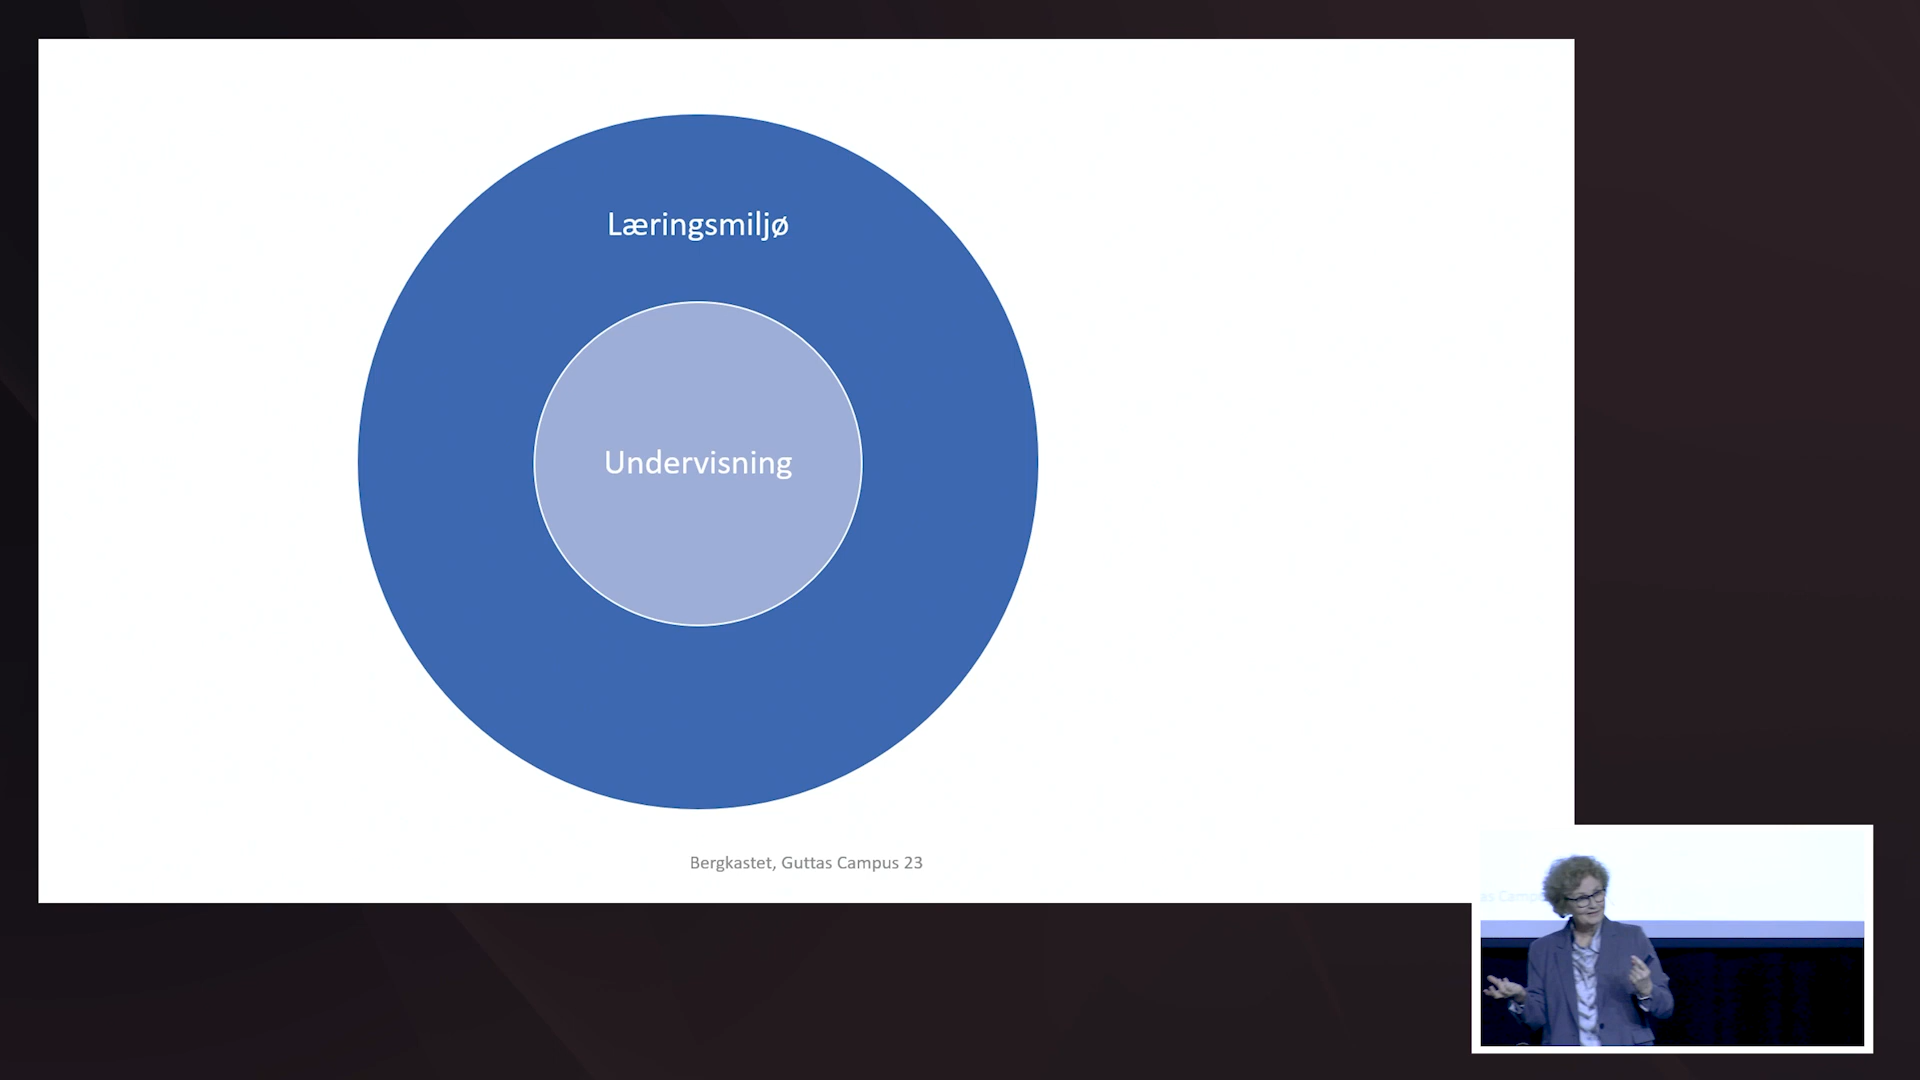 Læringsmiljø
Undervisning
Bergkastet, Guttas Campus 23